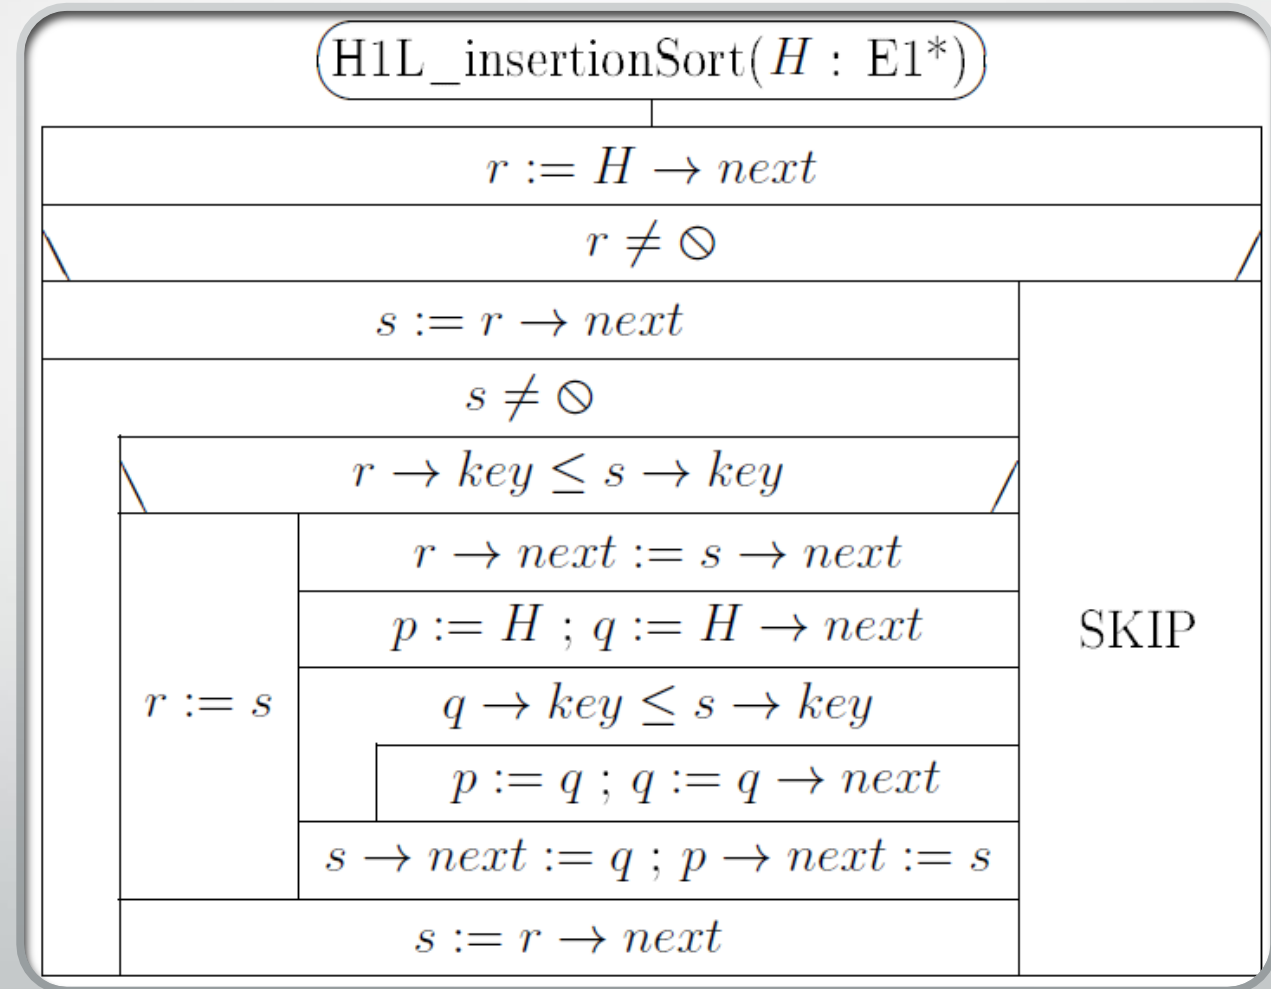 H1L_insertionSort(H : E1*)
r := H → next
r ≠ ⦸
s := r → next
s ≠ ⦸
r → key ≤ s → key
r → next := s → next
p := H ; q := H → next
SKIP
r := s
q → key ≤ s → key
p := q ; q := q → next
s → next := q ; p → next := s
s := r → next